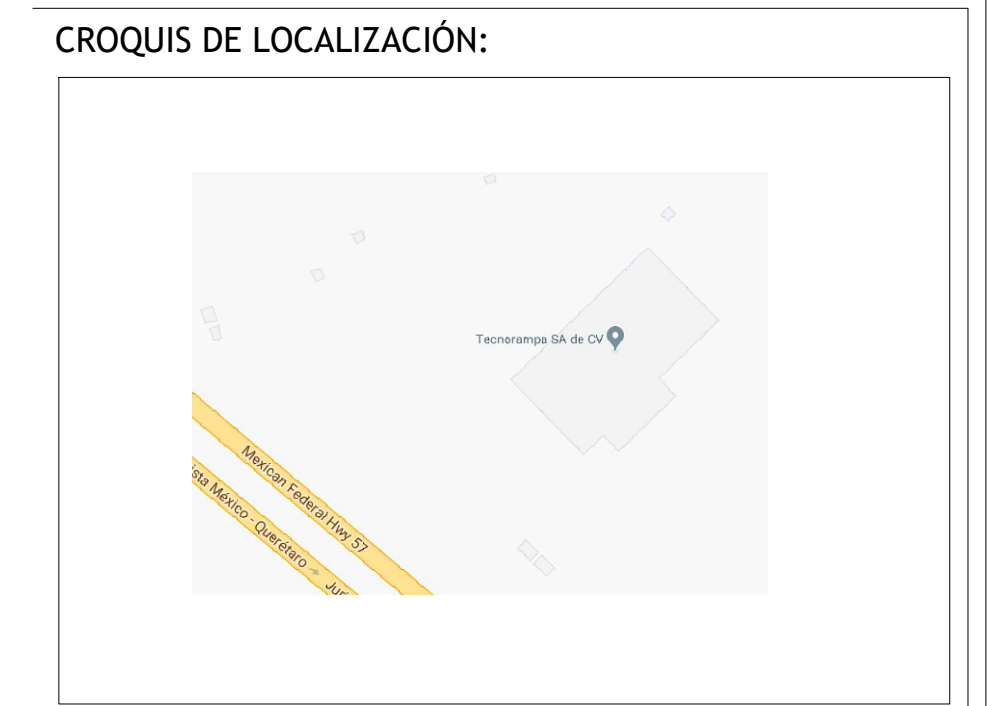 CROQUIS DE LOCALIZACIÓN:
Tecnorampa SA de CV
Mexican Federal Hwy 57
ista México - Querétaro